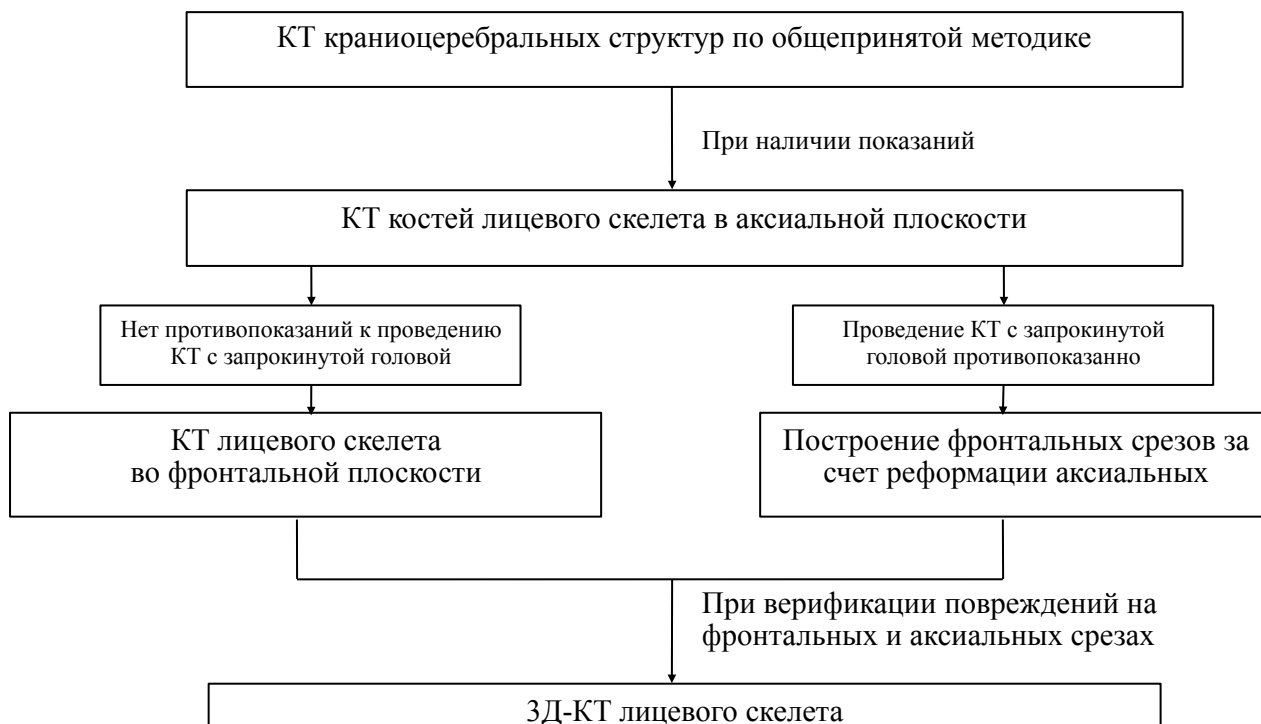 КТ краниоцеребральных структур по общепринятой методике
При наличии показаний
КТ костей лицевого скелета в аксиальной плоскости
Нет противопоказаний к проведению
КТ с запрокинутой головой
Проведение КТ с запрокинутой
головой противопоказанно
КТ лицевого скелета
во фронтальной плоскости
Построение фронтальных срезов за
счет реформации аксиальных
При верификации повреждений на
фронтальных и аксиальных срезах
3Д-КТ лицевого скелета